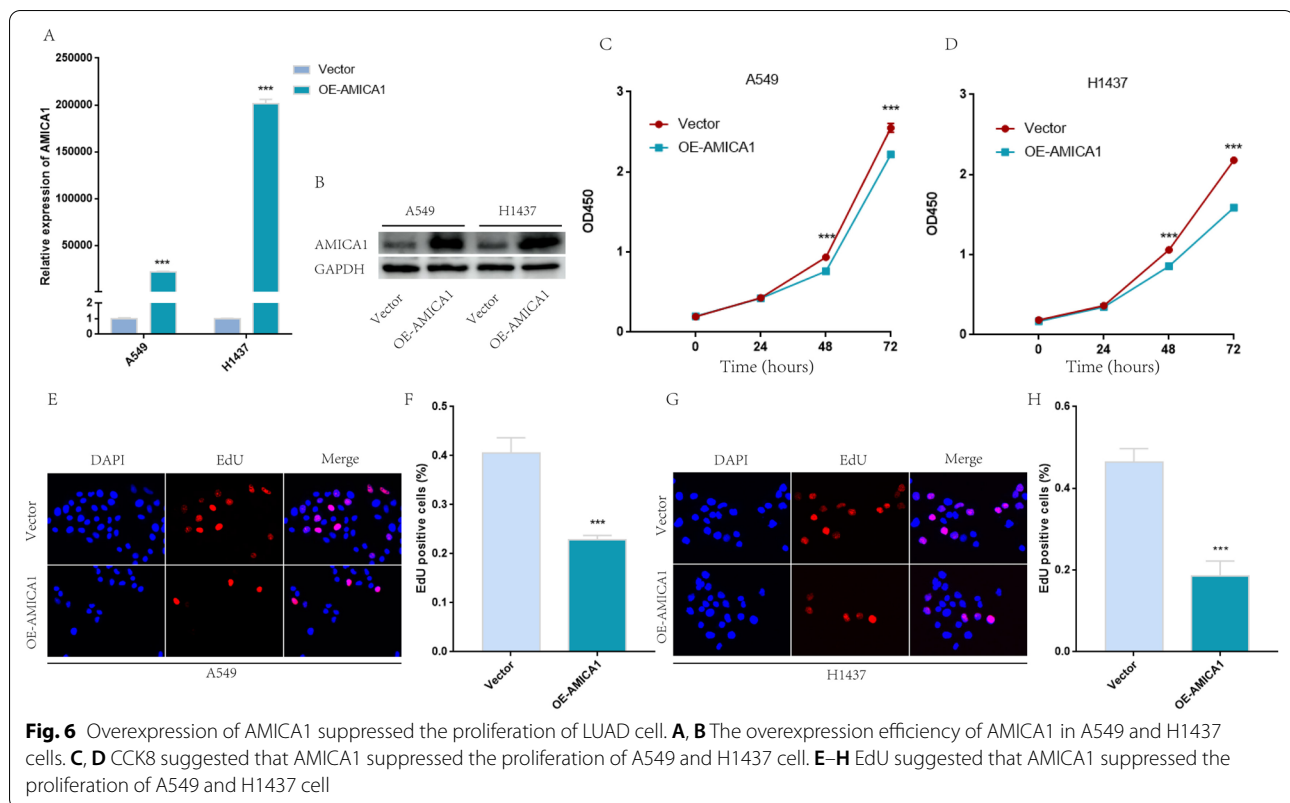 A
250000
200000
150000
100000
50000
2
1
0
Relative expression of AMICA1
Vector
OE-AMICA1
***
***
A549
H1437
B
A549
H1437
AMICA1
GAPDH
Vector
OE-AMICA1
Vector
OE-AMICA1
C
A549
3
2
1
0
OD450
Vector
OE-AMICA1
***
***
0
24
48
72
Time (hours)
D
H1437
3
2
1
0
OD450
Vector
OE-AMICA1
***
***
0
24
48
72
Time (hours)
E
DAPI
EdU
Merge
Vector
OE-AMICA1
A549
F
0.5
0.4
0.3
0.2
0.1
0.0
EdU positive cells (%)
***
Vector
OE-AMICA1
G
DAPI
EdU
Merge
Vector
OE-AMICA1
H1437
H
0.6
0.4
0.2
0.0
EdU positive cells (%)
***
Vector
OE-AMICA1
Fig. 6 Overexpression of AMICA1 suppressed the proliferation of LUAD cell. A, B The overexpression efficiency of AMICA1 in A549 and H1437
cells. C, D CCK8 suggested that AMICA1 suppressed the proliferation of A549 and H1437 cell. E–H EdU suggested that AMICA1 suppressed the
proliferation of A549 and H1437 cell